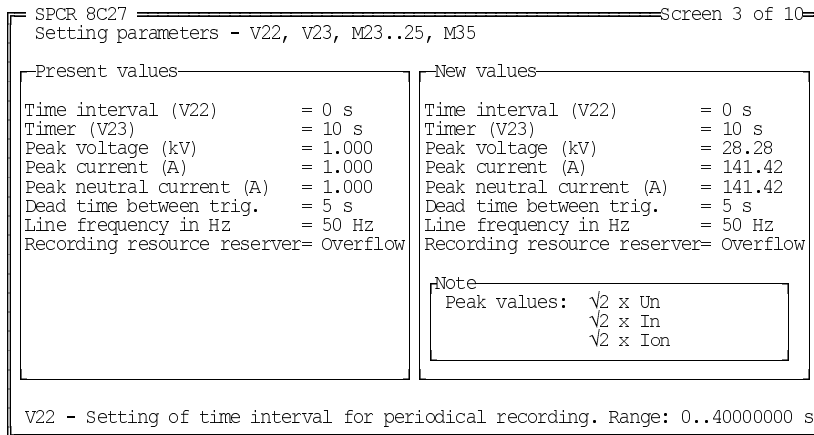 SPCR 8C27 Screen 3 of 10
Setting parameters - V22, V23, M23..25, M35
Present values
Time interval (V22) = 0 s
Timer (V23) = 10 s
Peak voltage (kV) = 1.000
Peak current (A) = 1.000
Peak neutral current (A) = 1.000
Dead time between trig. = 5 s
Line frequency in Hz = 50 Hz
Recording resource reserver= Overflow
New values
Time interval (V22) = 0 s
Timer (V23) = 10 s
Peak voltage (kV) = 28.28
Peak current (A) = 141.42
Peak neutral current (A) = 141.42
Dead time between trig. = 5 s
Line frequency in Hz = 50 Hz
Recording resource reserver= Overflow
Note
Peak values: √2 x Un
√2 x In
√2 x Ion
V22 - Setting of time interval for periodical recording. Range: 0..40000000 s